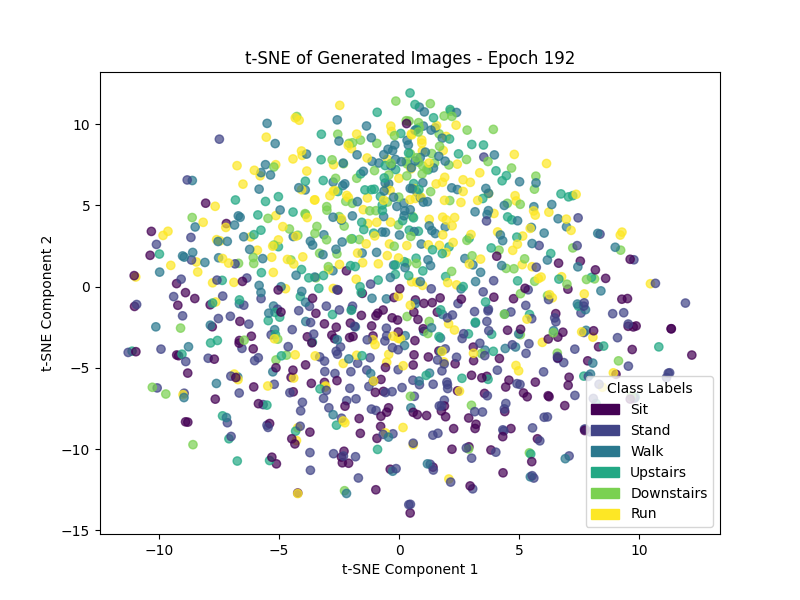 t-SNE of Generated Images - Epoch 192
10
5
0
−5
−10
−15
t-SNE Component 2
Class Labels
Sit
Stand
Walk
Upstairs
Downstairs
Run
−10
−5
0
5
10
t-SNE Component 1